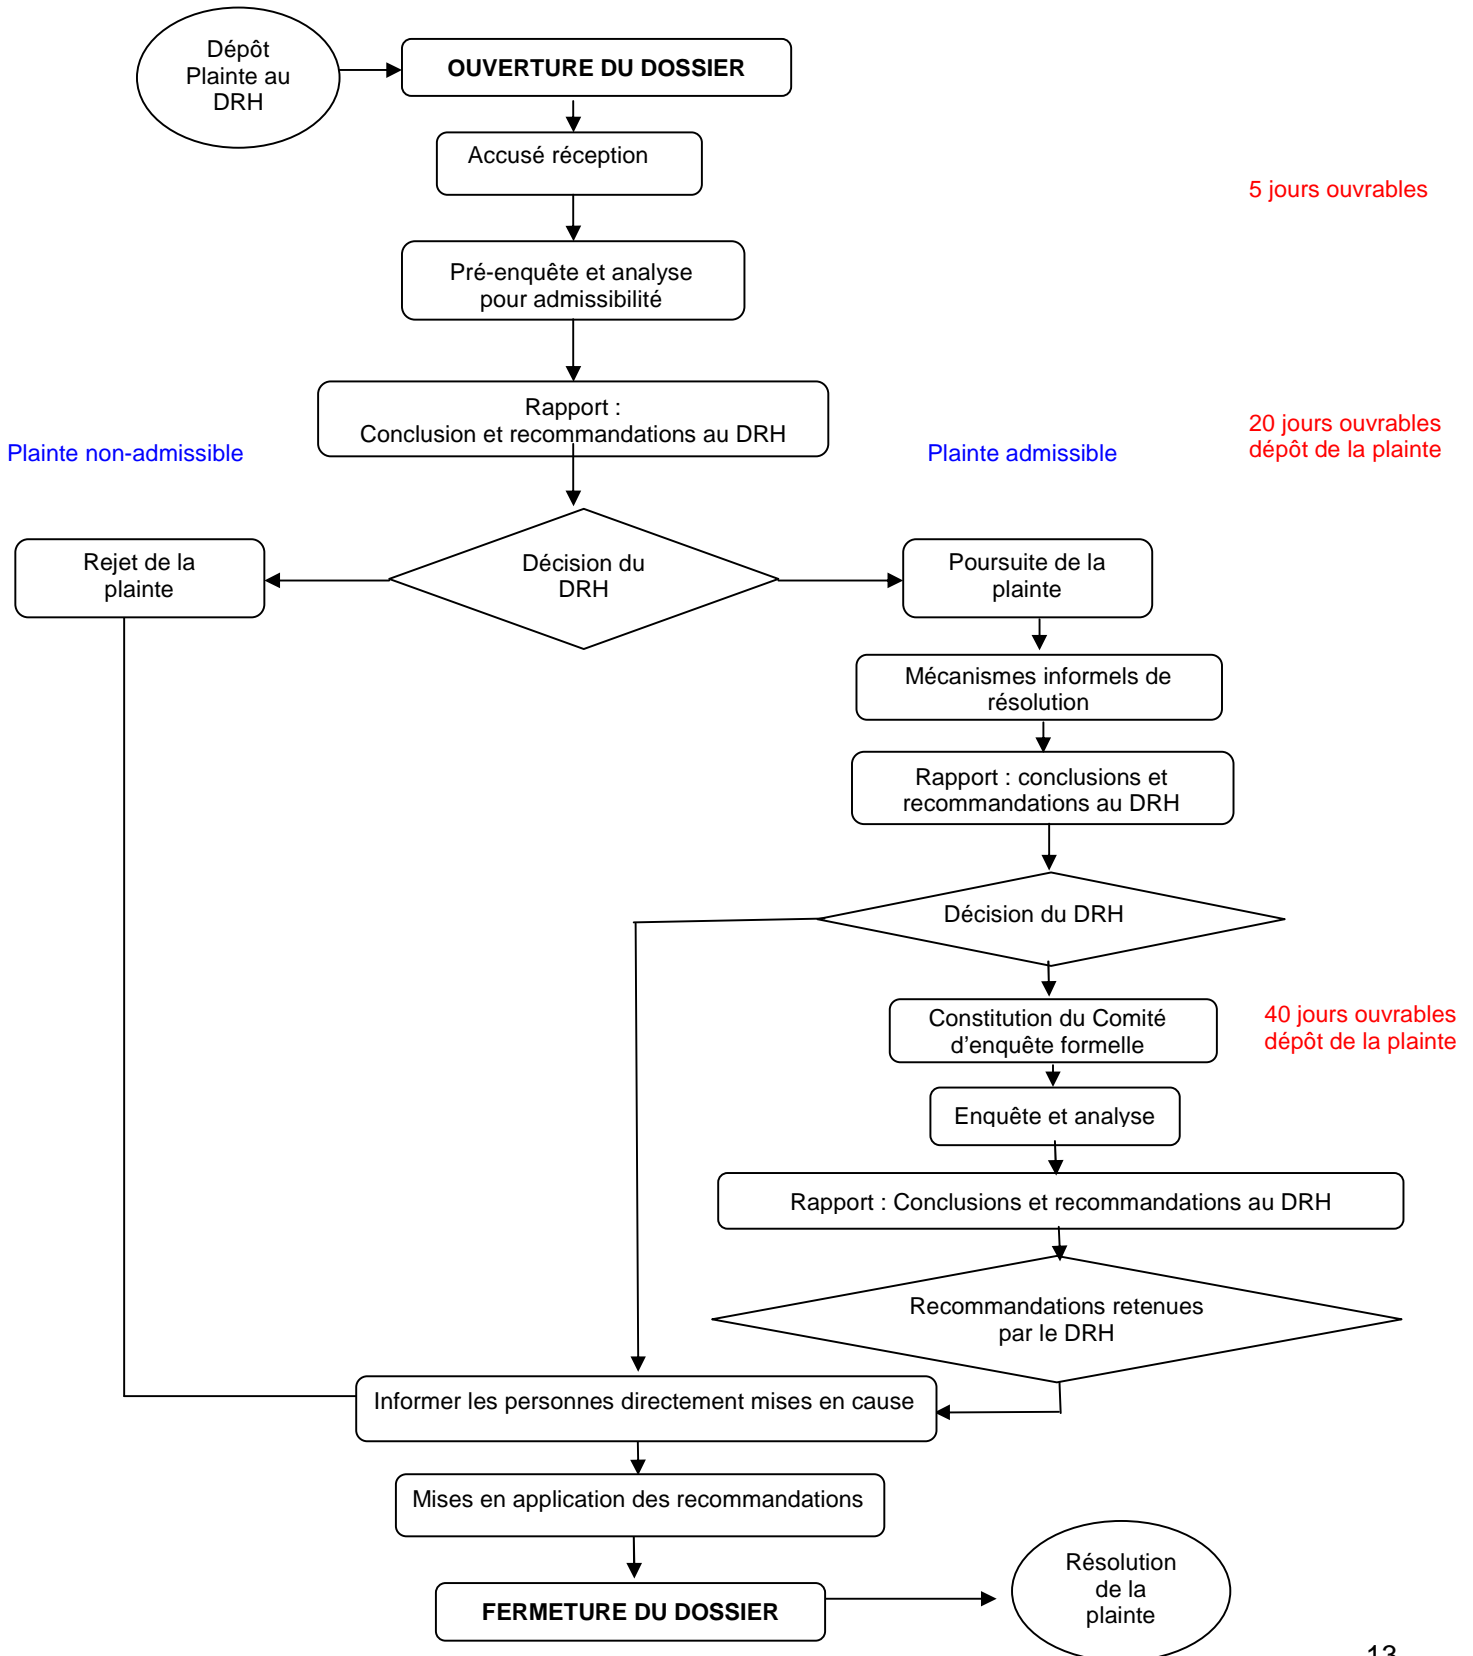 Dépôt
Plainte au
DRH
OUVERTURE DU DOSSIER
Accusé réception
5 jours ouvrables
Pré-enquête et analyse
pour admissibilité
Rapport :
Conclusion et recommandations au DRH
20 jours ouvrables
dépôt de la plainte
Plainte non-admissible
Plainte admissible
Rejet de la
plainte
Décision du
DRH
Poursuite de la
plainte
Mécanismes informels de
résolution
Rapport : conclusions et
recommandations au DRH
Décision du DRH
Constitution du Comité
d'enquête formelle
40 jours ouvrables
dépôt de la plainte
Enquête et analyse
Rapport : Conclusions et recommandations au DRH
Recommandations retenues
par le DRH
Informer les personnes directement mises en cause
Mises en application des recommandations
Résolution
de la
plainte
FERMETURE DU DOSSIER
13